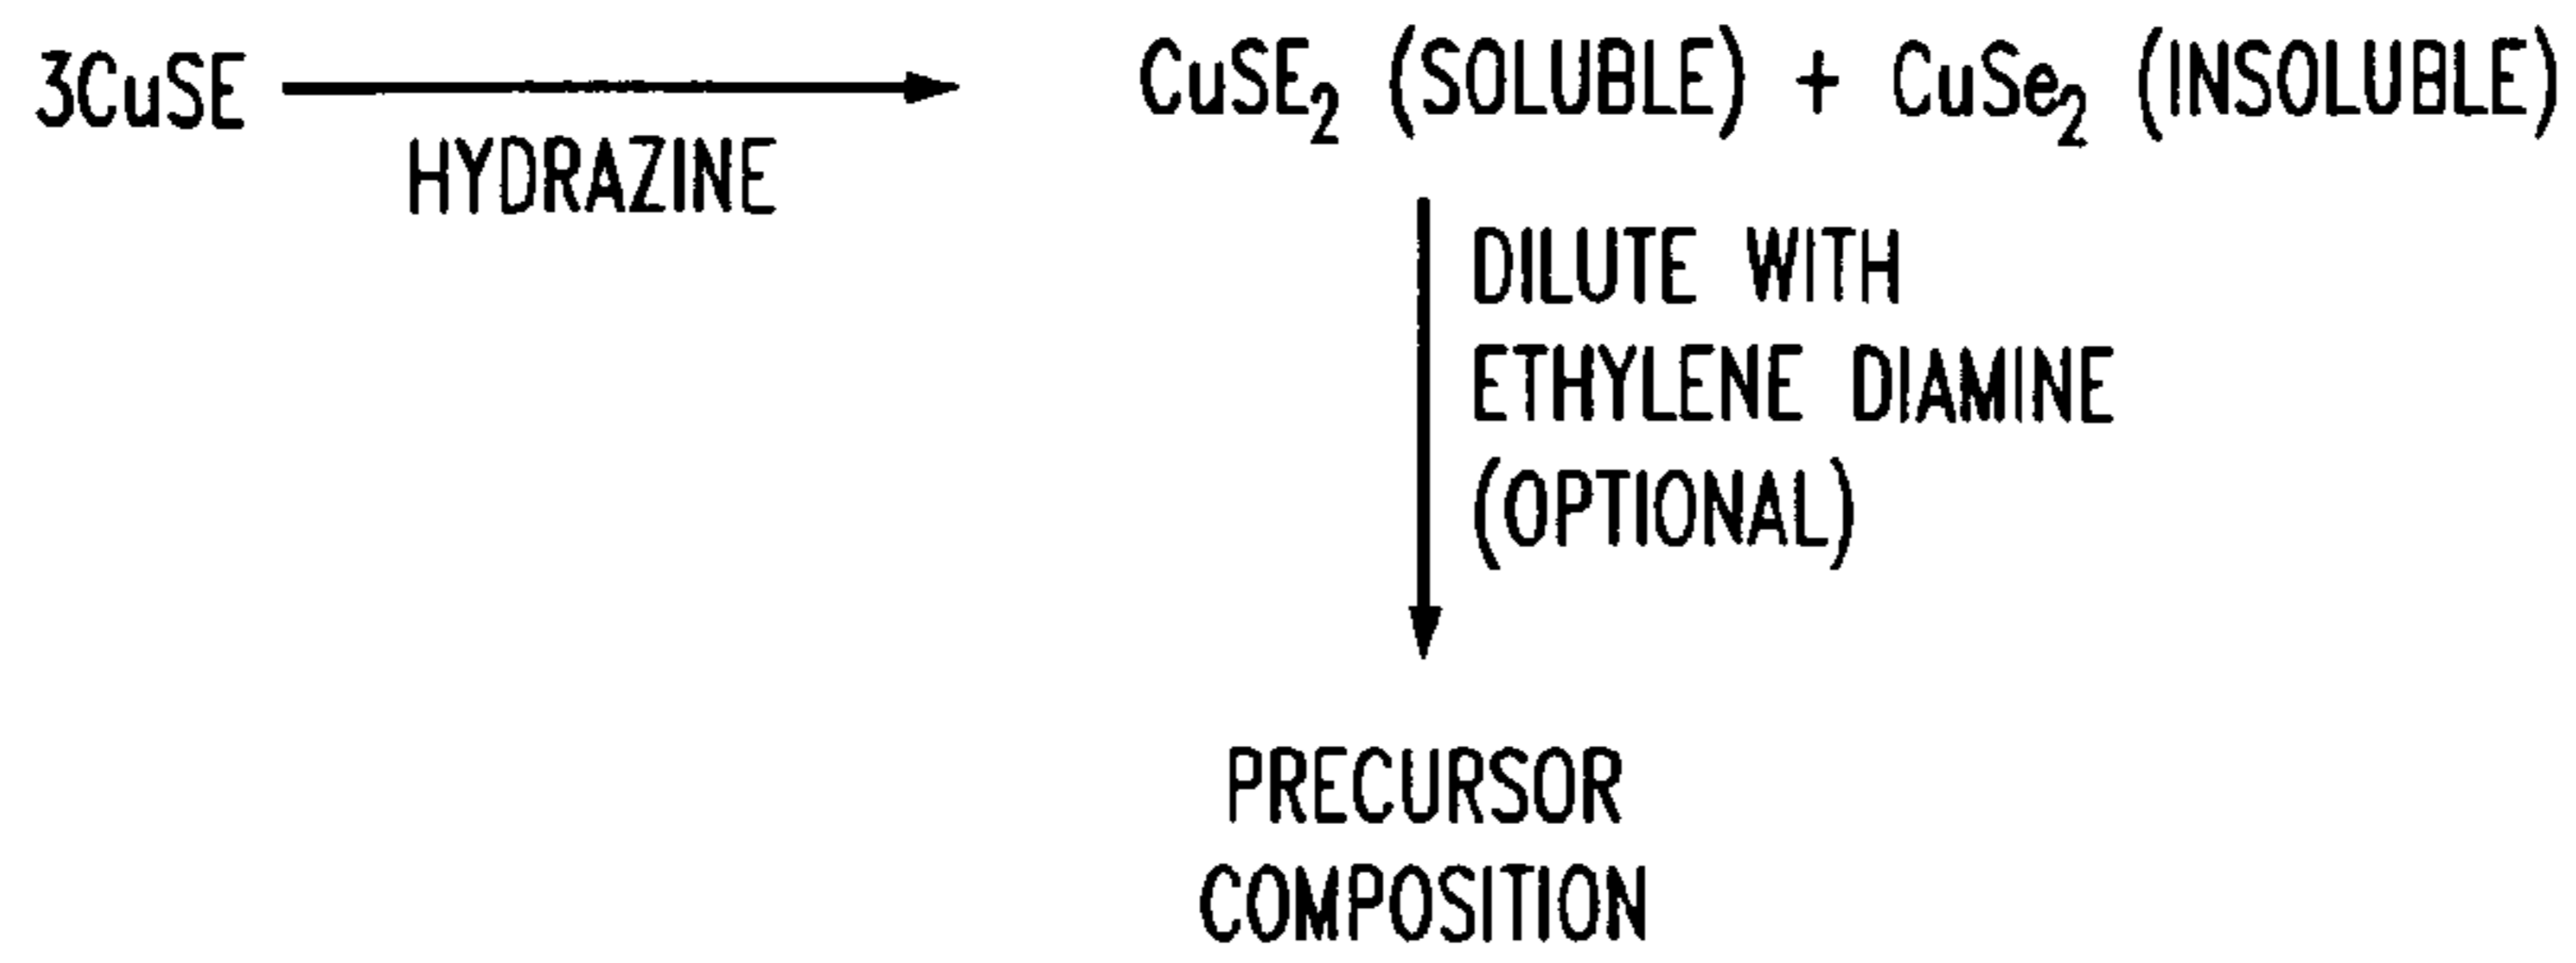 3CuSE CuSE₂ (SOLUBLE) + CuSe₂ (INSOLUBLE)
HYDRAZINE
DILUTE WITH
ETHYLENE DIAMINE
(OPTIONAL)
PRECURSOR
COMPOSITION